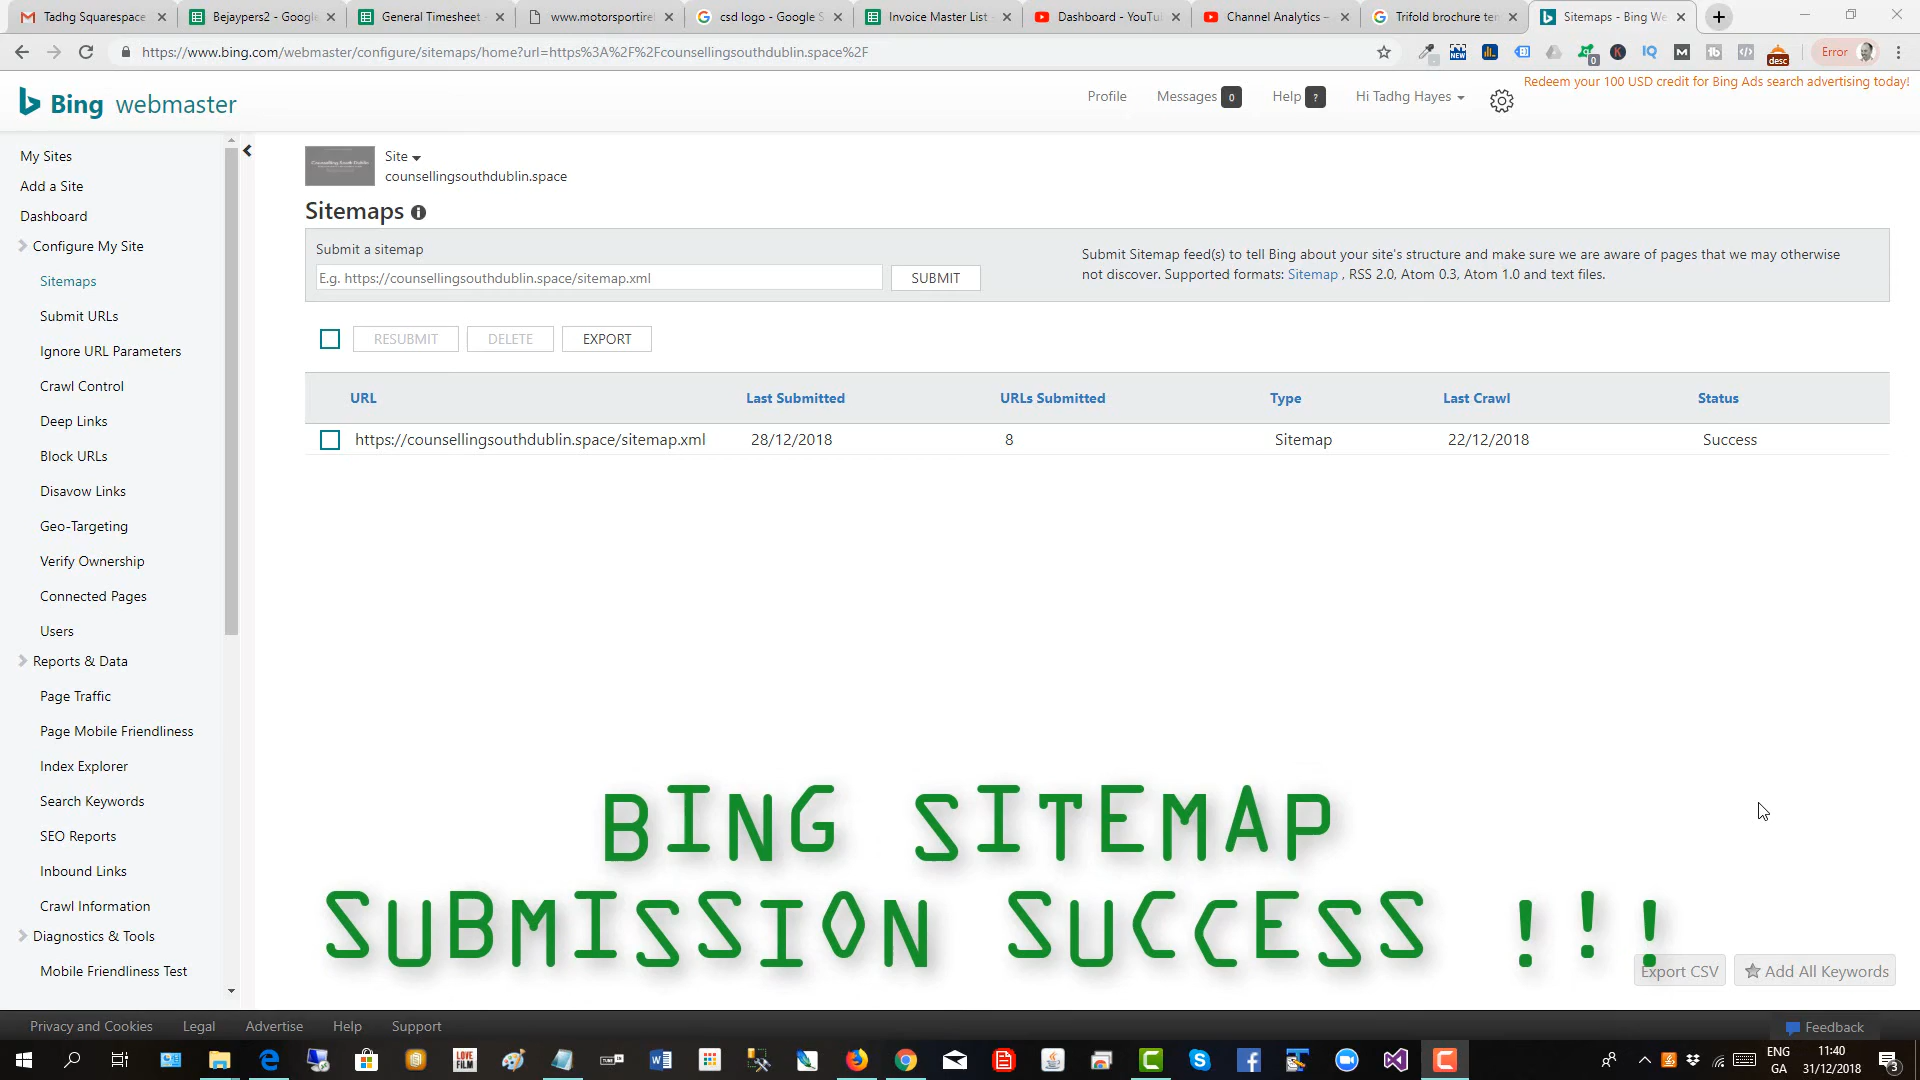 Tadhg Squarespace
Bejaypers2 - Google
General Timesheet -
www.motorsportirel
csd logo - Google S
Invoice Master List -
Dashboard - YouTu
Channel Analytics -
Trifold brochure te
Sitemaps - Bing We
https://www.bing.com/webmaster/configure/sitemaps/home?url=https%3A%2F%2Fcounsellingsouthdublin.space%2F
Error
Redeem your 100 USD credit for Bing Ads search advertising today!
Bing webmaster
Profile
Messages 0
Help ?
Hi Tadhg Hayes
My Sites
Add a Site
Dashboard
Configure My Site
Sitemaps
Submit URLs
Ignore URL Parameters
Crawl Control
Deep Links
Block URLs
Disavow Links
Geo-Targeting
Verify Ownership
Connected Pages
Users
Reports & Data
Page Traffic
Page Mobile Friendliness
Index Explorer
Search Keywords
SEO Reports
Inbound Links
Crawl Information
Diagnostics & Tools
Mobile Friendliness Test
Site
counsellingsouthdublin.space
Sitemaps
Submit a sitemap
E.g. https://counsellingsouthdublin.space/sitemap.xml
SUBMIT
Submit Sitemap feed(s) to tell Bing about your site's structure and make sure we are aware of pages that we may otherwise
not discover. Supported formats: Sitemap , RSS 2.0, Atom 0.3, Atom 1.0 and text files.
RESUBMIT
DELETE
EXPORT
URL Last Submitted URLs Submitted Type Last Crawl Status
https://counsellingsouthdublin.space/sitemap.xml 28/12/2018 8 Sitemap 22/12/2018 Success
BING SITEMAP
SUBMISSION SUCCESS !!!
Export CSV
Add All Keywords
Privacy and Cookies Legal Advertise Help Support
Feedback
ENG
GA
11:40
31/12/2018
3